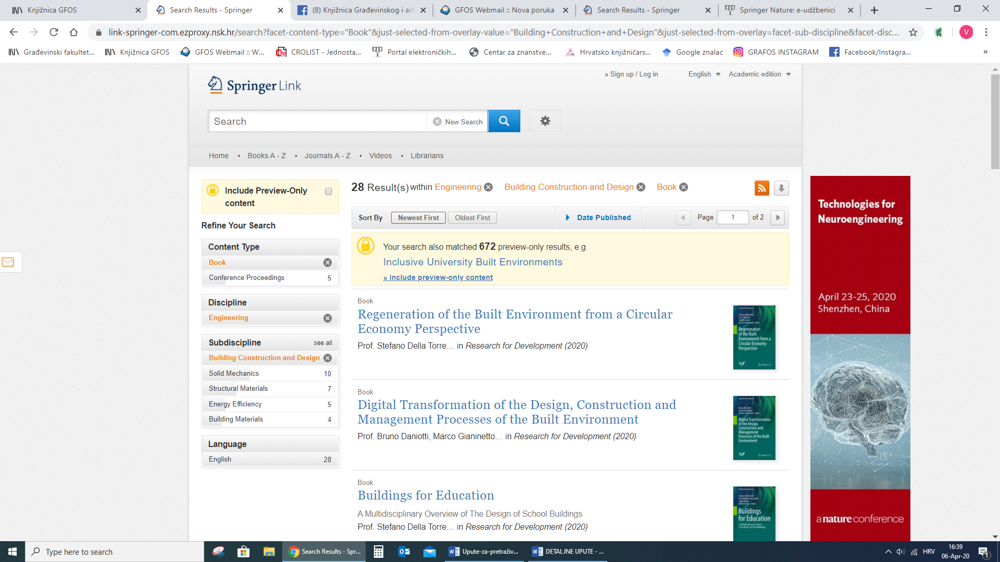 Knjižnica GFOS
Search Results - Springer
(8) Knjižnica Građevinskog i arh
GFOS Webmail :: Nova poruka
Search Results - Springer
Springer Nature: e-udžbenici
link-springer-com.ezproxy.nsk.hr/search?facet-content-type="Book"&just-selected-from-overlay-value="Building+Construction+and+Design"&just-selected-from-overlay=facet-sub-discipline&facet-disc...
V
Građevinski fakultet...
Knjižnica GFOS
GFOS Webmail :: W...
CROLIST - Jednosta...
Portal elektroničkih...
Centar za znanstve...
Hrvatsko knjižničars...
Google znalac
GRAFOS INSTAGRAM
Facebook/Instagra...
»
» Sign up / Log in
English
Academic edition
Springer Link
Search
New Search
Home • Books A - Z • Journals A - Z • Videos • Librarians
Include Preview-Only
content
Refine Your Search
Content Type
Book
Conference Proceedings 5
Discipline
Engineering
Subdiscipline see all
Building Construction and Design
Solid Mechanics 10
Structural Materials 7
Energy Efficiency 5
Building Materials 4
Language
English 28
28 Result(s) within Engineering Building Construction and Design Book
Sort By Newest First Oldest First Date Published Page 1 of 2
Your search also matched 672 preview-only results, e.g.
Inclusive University Built Environments
» Include preview-only content
Book
Regeneration of the Built Environment from a Circular
Economy Perspective
Prof. Stefano Della Torre... in Research for Development (2020)
Regeneration
of the Built
Environment from a
Circular Economy
Perspective
Book
Digital Transformation of the Design, Construction and
Management Processes of the Built Environment
Prof. Bruno Daniotti, Marco Gianinetto... in Research for Development (2020)
Digital Transformation
of the Design,
Construction and
Management
Processes of the Built
Environment
Book
Buildings for Education
A Multidisciplinary Overview of The Design of School Buildings
Prof. Stefano Della Torre... in Research for Development (2020)
Buildings
for Education
Technologies for
Neuroengineering
April 23-25, 2020
Shenzhen, China
a nature conference
Type here to search
Search Results - Spr...
Upute-za-pretraživ...
DETALJNE UPUTE - ...
HRV
16:39
06-Apr-20
1